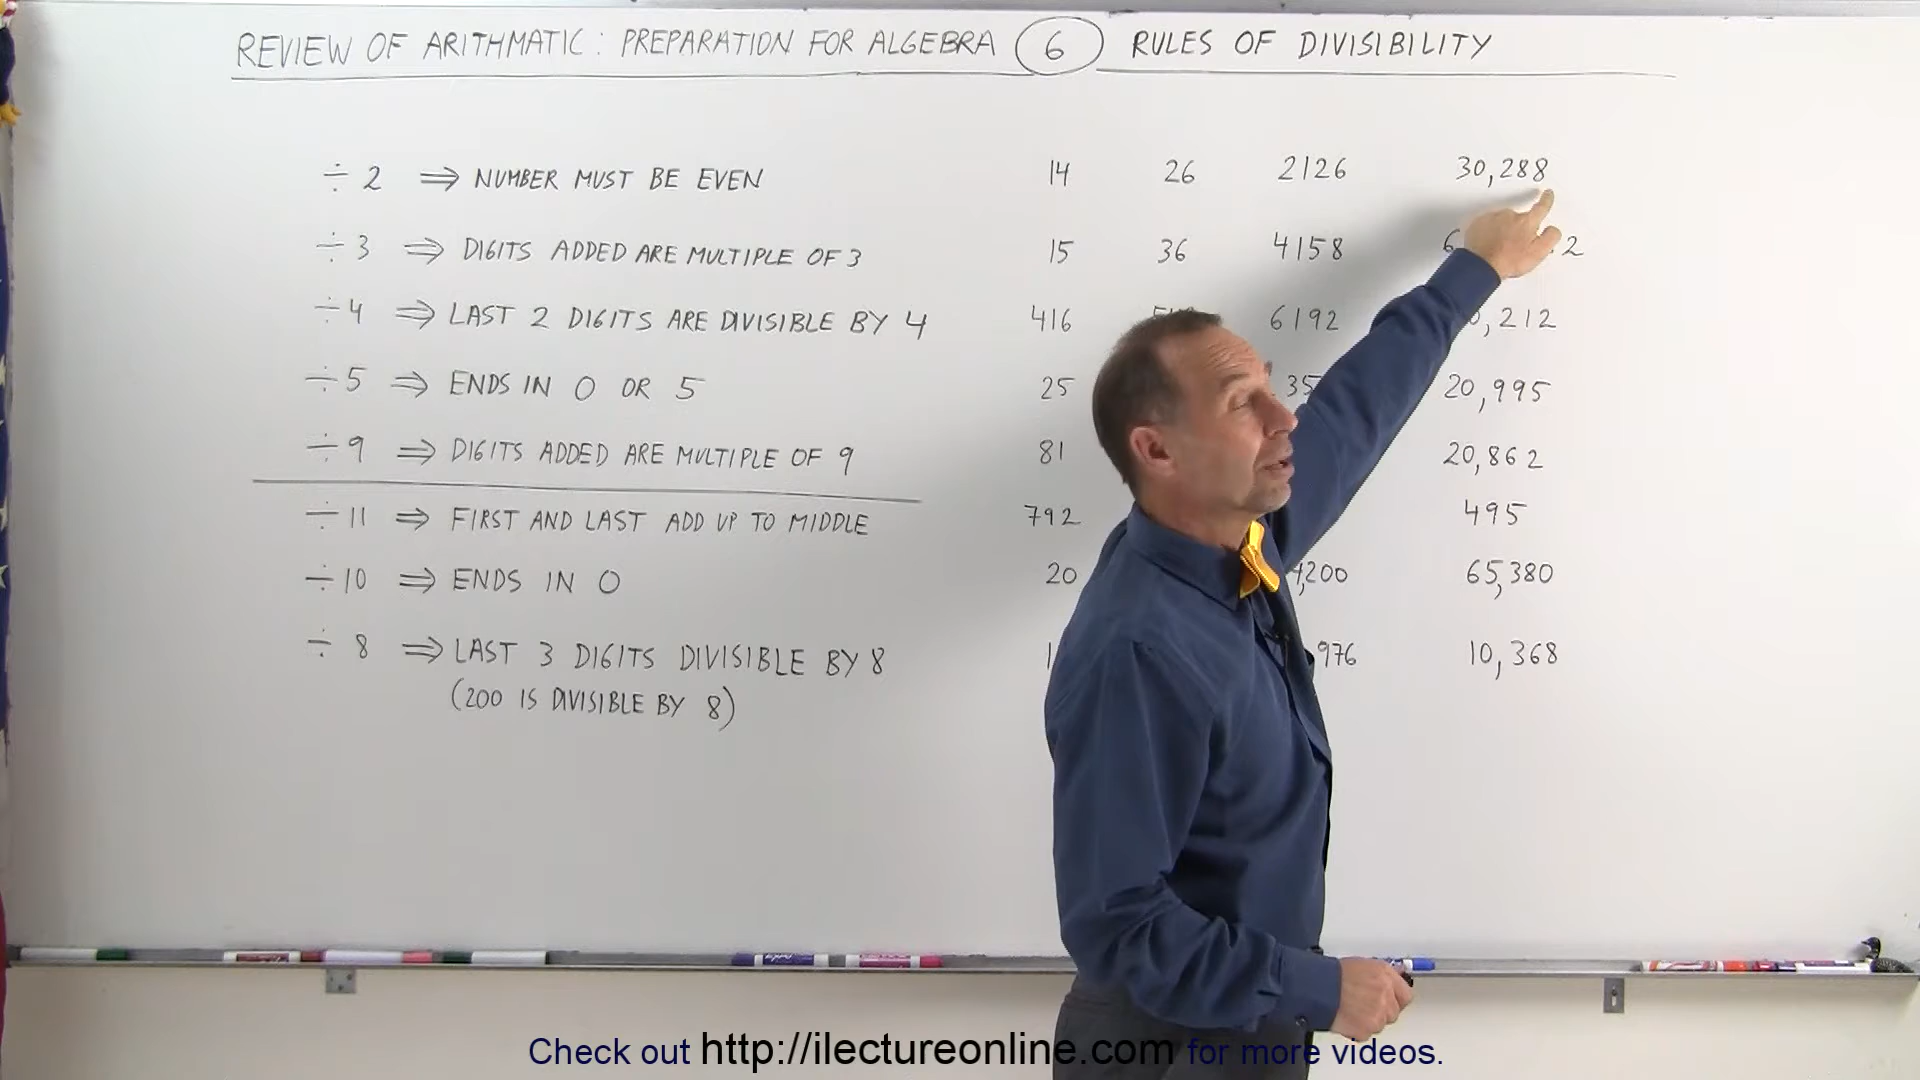 REVIEW OF ARITHMATIC: PREPARATION FOR ALGEBRA 6 RULES OF DIVISIBILITY
÷ 2 ⇒ NUMBER MUST BE EVEN 14 26 2126 30,288
÷ 3 ⇒ DIGITS ADDED ARE MULTIPLE OF 3 15 36 4158
÷ 4 ⇒ LAST 2 DIGITS ARE DIVISIBLE BY 4 416 6192
÷ 5 ⇒ ENDS IN 0 OR 5 25 20,995
÷ 9 ⇒ DIGITS ADDED ARE MULTIPLE OF 9 81 20,862
÷ 11 ⇒ FIRST AND LAST ADD UP TO MIDDLE 792 495
÷ 10 ⇒ ENDS IN 0 20 65,380
÷ 8 ⇒ LAST 3 DIGITS DIVISIBLE BY 8 10,368
(200 IS DIVISIBLE BY 8)
Check out http://ilectureonline.com for more videos.